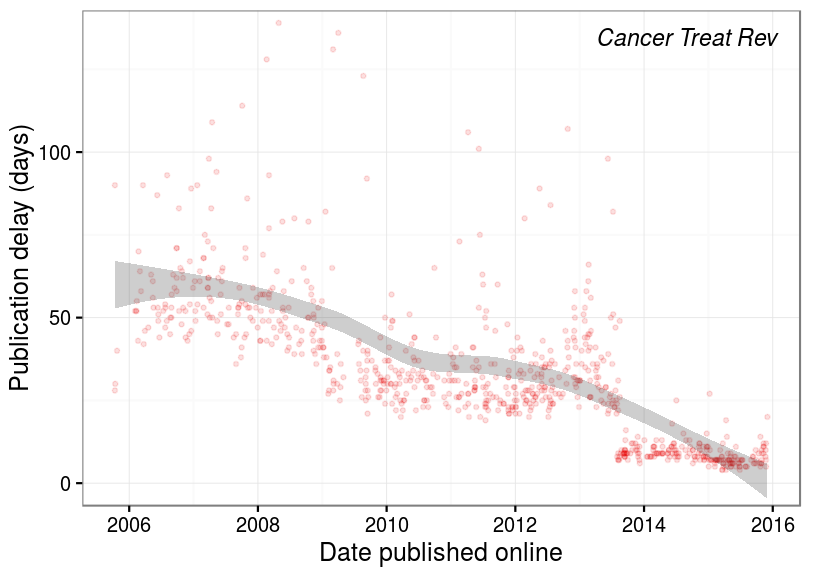 Cancer Treat Rev
Publication delay (days)
100
50
0
2006 2008 2010 2012 2014 2016
Date published online